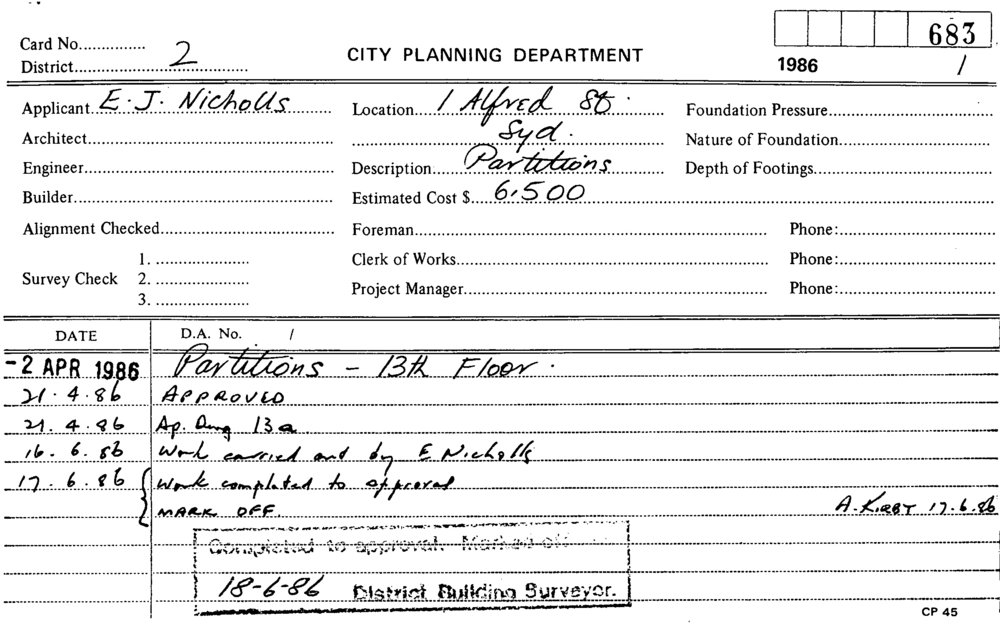 683
Card No............... 
District 2
CITY PLANNING DEPARTMENT
1986 /
Applicant E. J. Nicholls
Location 1 Alfred St.
Foundation Pressure
Architect
Syd.
Nature of Foundation
Engineer
Description Partitions
Depth of Footings
Builder
Estimated Cost $ 6,500
Alignment Checked
Foreman
Phone:
Survey Check
1.
2.
3.
Clerk of Works
Phone:
Project Manager
Phone:
DATE D.A. No. /
-2 APR 1986 Partitions - 13th Floor.
21.4.86 APPROVED
21.4.86 Ap. Dwg 13a
16.6.86 Work carried out by E Nicholls
17.6.86 Work completed to approval
MARK OFF A. KIRBY 17.6.86
Completed to approval. Marked off
18-6-86 District Building Surveyor.
CP 45